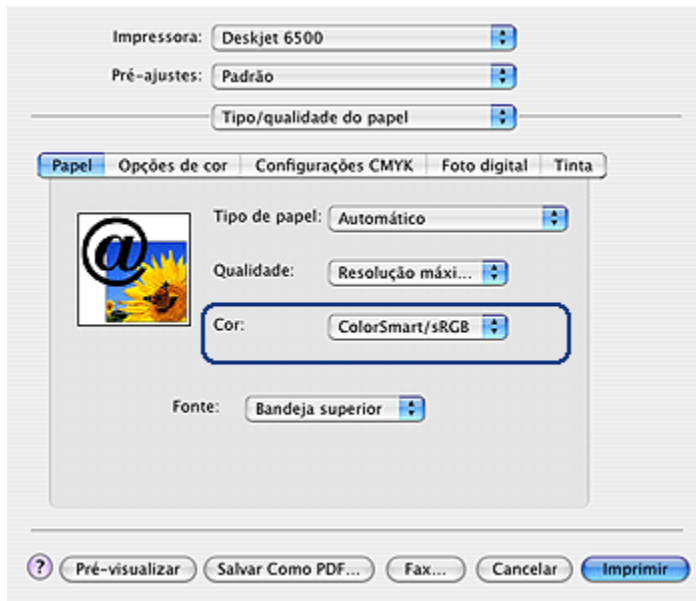 Impressora: Deskjet 6500
Pré-ajustes: Padrão
Tipo/qualidade do papel
Papel Opções de cor Configurações CMYK Foto digital Tinta
@
Tipo de papel: Automático
Qualidade: Resolução máxi...
Cor: ColorSmart/sRGB
Fonte: Bandeja superior
? Pré-visualizar Salvar Como PDF... Fax... Cancelar Imprimir